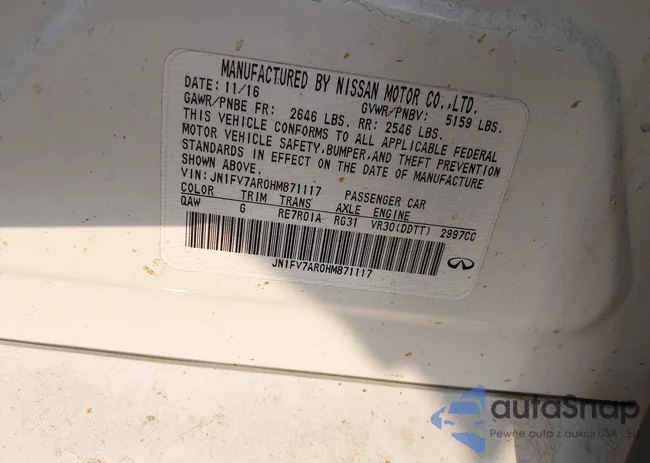 MANUFACTURED BY NISSAN MOTOR CO.,LTD.
DATE: 11/16 GVWR/PNBV: 5159 LBS.
GAWR/PNBE FR: 2646 LBS. RR: 2546 LBS.
THIS VEHICLE CONFORMS TO ALL APPLICABLE FEDERAL
MOTOR VEHICLE SAFETY,BUMPER,AND THEFT PREVENTION
STANDARDS IN EFFECT ON THE DATE OF MANUFACTURE
SHOWN ABOVE.
VIN:JN1FV7AR0HM871117 PASSENGER CAR
COLOR TRIM TRANS AXLE ENGINE
QAW G RE7R01A RG31 VR30(DDTT) 2997CC
JN1FV7AR0HM871117
autaSnap
Pewne auta z aukcji USA i EU